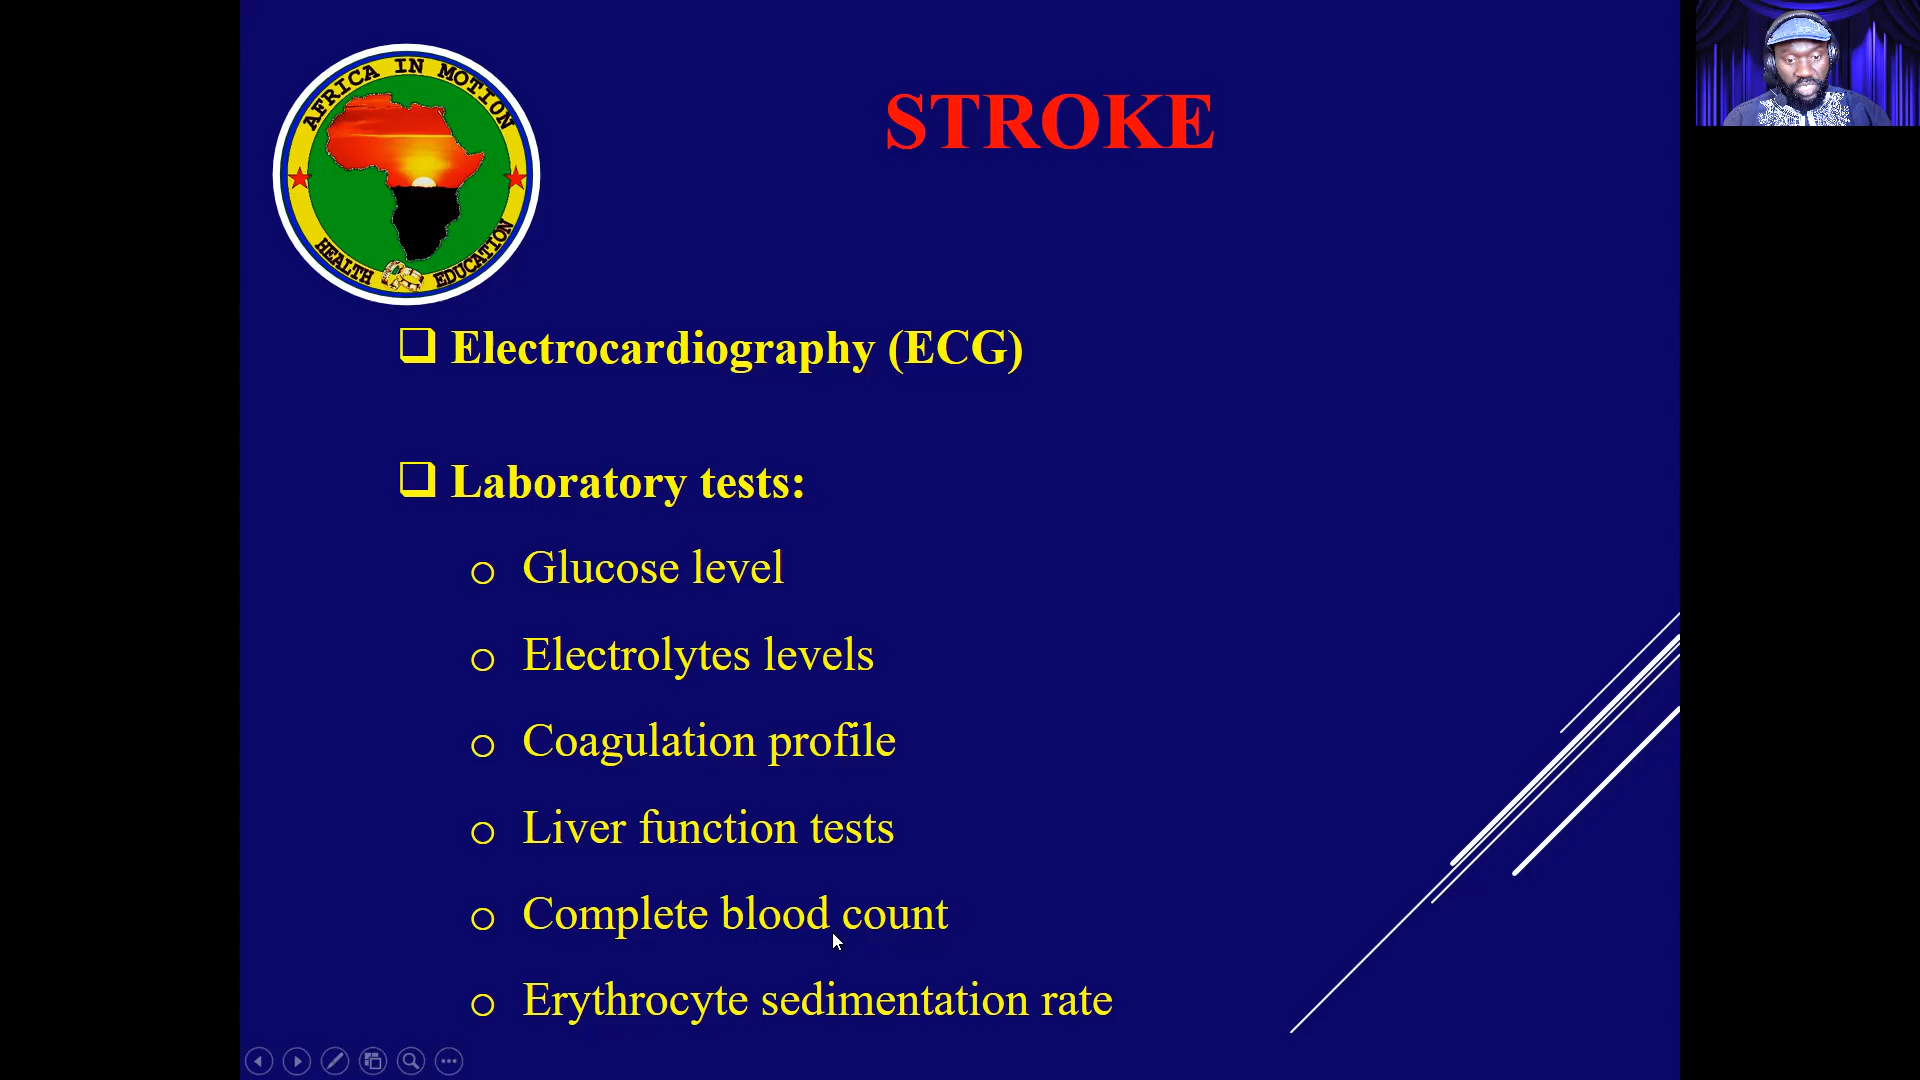 AFRICA IN MOTION
HEALTH EDUCATION
STROKE
Electrocardiography (ECG)
Laboratory tests:
Glucose level
Electrolytes levels
Coagulation profile
Liver function tests
Complete blood count
Erythrocyte sedimentation rate